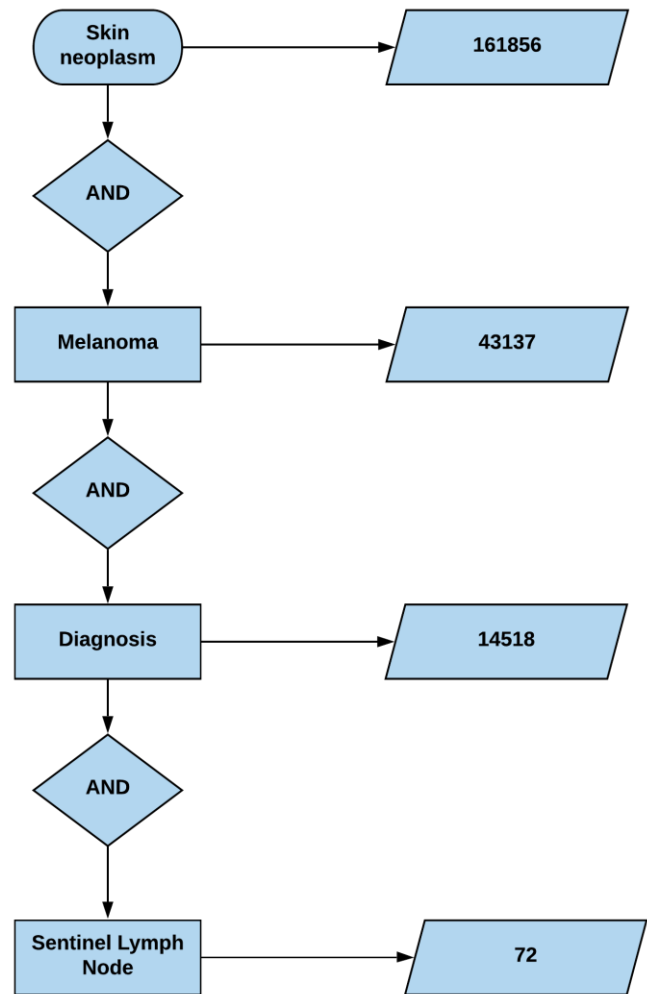 Skin
neoplasm
161856
AND
Melanoma
43137
AND
Diagnosis
14518
AND
Sentinel Lymph
Node
72